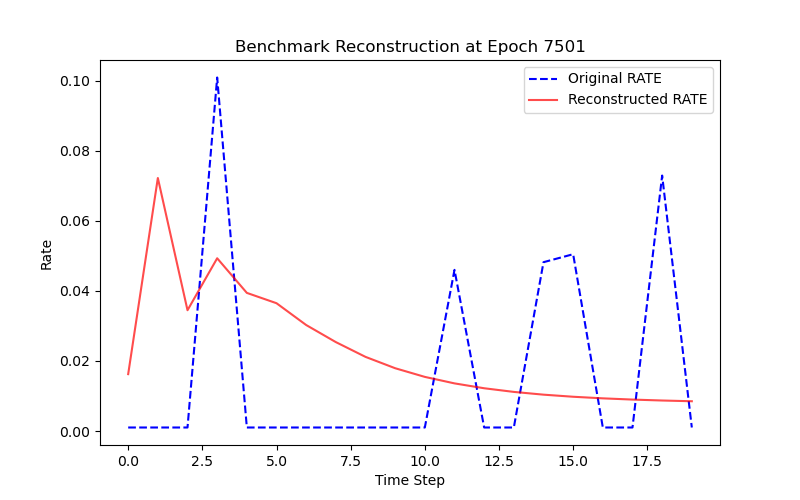 Benchmark Reconstruction at Epoch 7501
Original RATE
Reconstructed RATE
Rate
0.10
0.08
0.06
0.04
0.02
0.00
0.0 2.5 5.0 7.5 10.0 12.5 15.0 17.5
Time Step